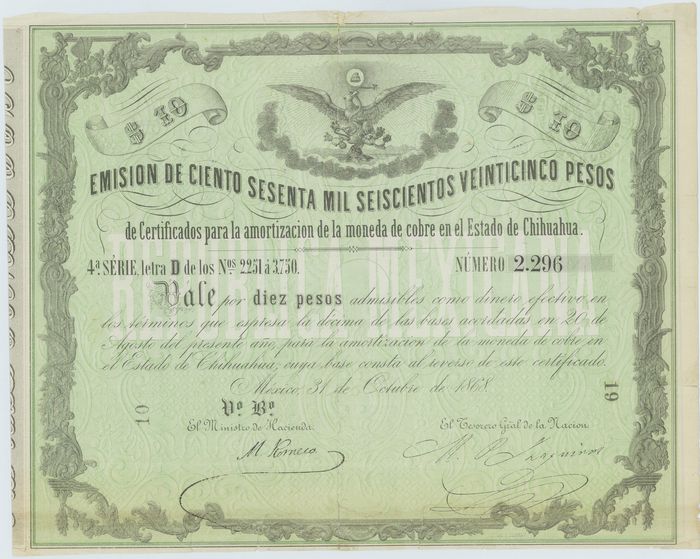 $ 10 $ 10
EMISION DE CIENTO SESENTA MIL SEISCIENTOS VEINTICINCO PESOS
de Certificados para la amortizacion de la moneda de cobre en el Estado de Chihuahua.
REPUBLICA MEXICANA
4ª SÉRIE, letra D de los Nos 2251 á 3,750. NÚMERO 2.296
Vale por diez pesos admisibles como dinero efectivo en
los términos que espresa la décima de las bases acordadas en 20 de
Agosto del presente año, para la amortizacion de la moneda de cobre en
el Estado de Chihuahua, cuya base consta al reverso de este certificado.
México, 31 de Octubre de 1868.
10 19
Vº Bº
El Ministro de Hacienda. El Tesorero Gral de la Nacion.
M. Romero